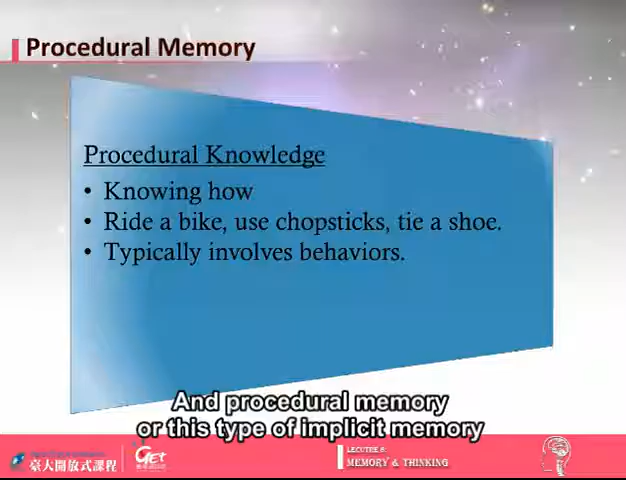 Procedural Memory
Procedural Knowledge
• Knowing how
• Ride a bike, use chopsticks, tie a shoe.
• Typically involves behaviors.
And procedural memory
or this type of implicit memory
臺大開放式課程
GET
MEMORY & THINKING